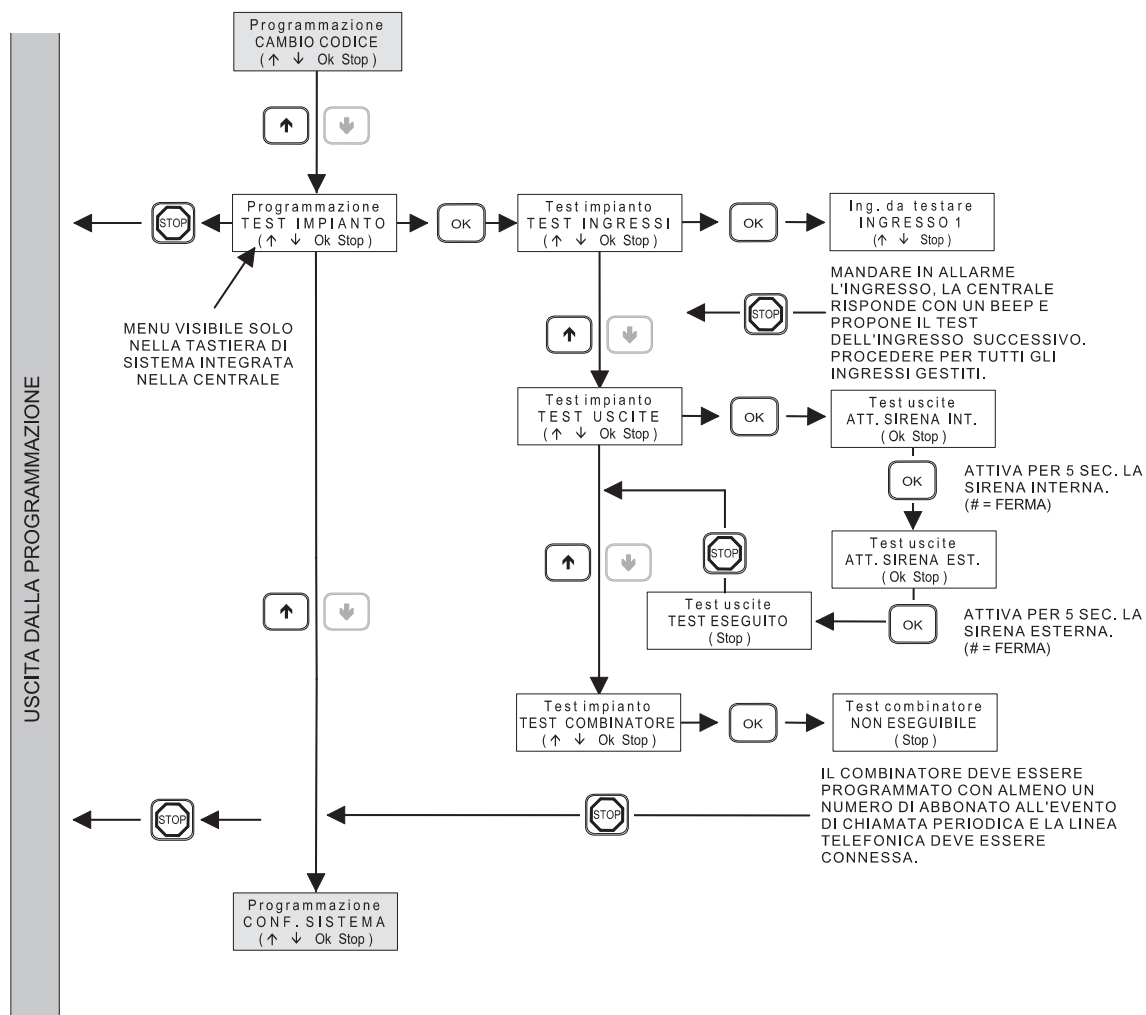 Programmazione
CAMBIO CODICE
(↑ ↓ Ok Stop)
USCITA DALLA PROGRAMMAZIONE
STOP
Programmazione
TEST IMPIANTO
(↑ ↓ Ok Stop)
OK
Test impianto
TEST INGRESSI
(↑ ↓ Ok Stop)
OK
Ing. da testare
INGRESSO 1
(↑ ↓ Stop)
MENU VISIBILE SOLO
NELLA TASTIERA DI
SISTEMA INTEGRATA
NELLA CENTRALE
STOP
MANDARE IN ALLARME
L'INGRESSO, LA CENTRALE
RISPONDE CON UN BEEP E
PROPONE IL TEST
DELL'INGRESSO SUCCESSIVO.
PROCEDERE PER TUTTI GLI
INGRESSI GESTITI.
Test impianto
TEST USCITE
(↑ ↓ Ok Stop)
OK
Test uscite
ATT. SIRENA INT.
(Ok Stop)
OK
ATTIVA PER 5 SEC. LA
SIRENA INTERNA.
(# = FERMA)
STOP
Test uscite
ATT. SIRENA EST.
(Ok Stop)
Test uscite
TEST ESEGUITO
(Stop)
OK
ATTIVA PER 5 SEC. LA
SIRENA ESTERNA.
(# = FERMA)
Test impianto
TEST COMBINATORE
(↑ ↓ Ok Stop)
OK
Test combinatore
NON ESEGUIBILE
(Stop)
STOP
STOP
IL COMBINATORE DEVE ESSERE
PROGRAMMATO CON ALMENO UN
NUMERO DI ABBONATO ALL'EVENTO
DI CHIAMATA PERIODICA E LA LINEA
TELEFONICA DEVE ESSERE
CONNESSA.
Programmazione
CONF. SISTEMA
(↑ ↓ Ok Stop)